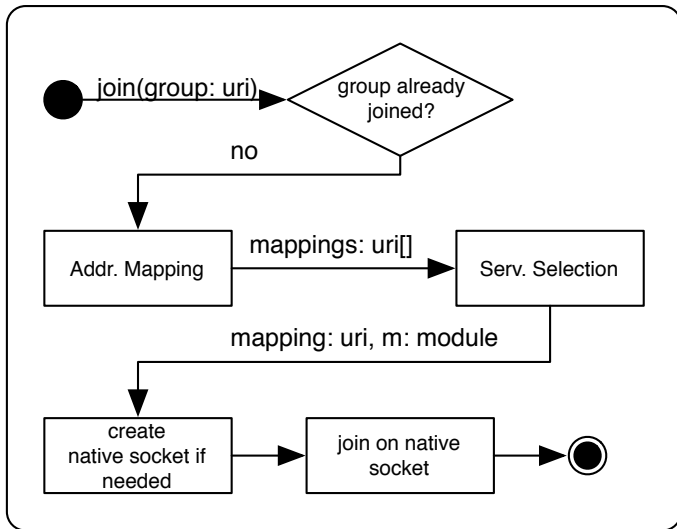 join(group: uri)
group already
joined?
no
Addr. Mapping
mappings: uri[]
Serv. Selection
mapping: uri, m: module
create
native socket if
needed
join on native
socket